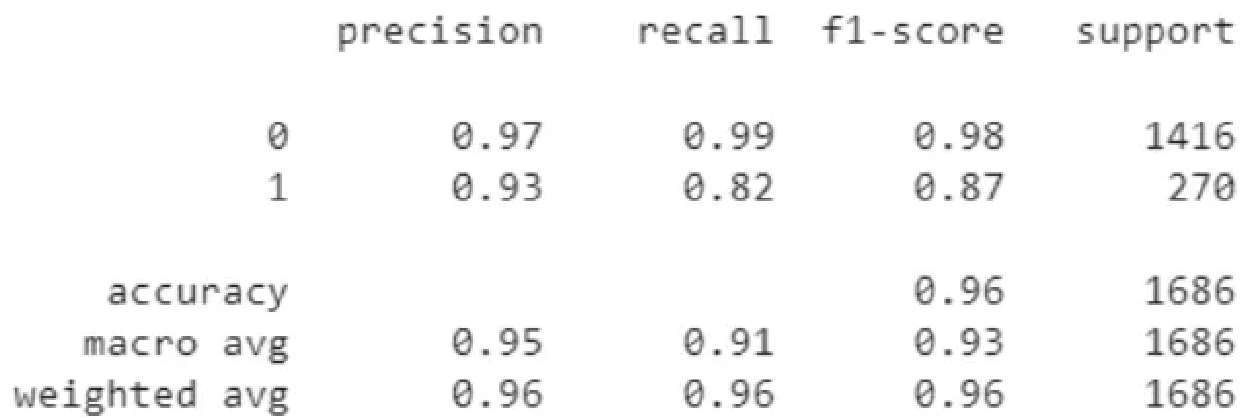 precision recall f1-score support
0 0.97 0.99 0.98 1416
1 0.93 0.82 0.87 270
accuracy 0.96 1686
macro avg 0.95 0.91 0.93 1686
weighted avg 0.96 0.96 0.96 1686